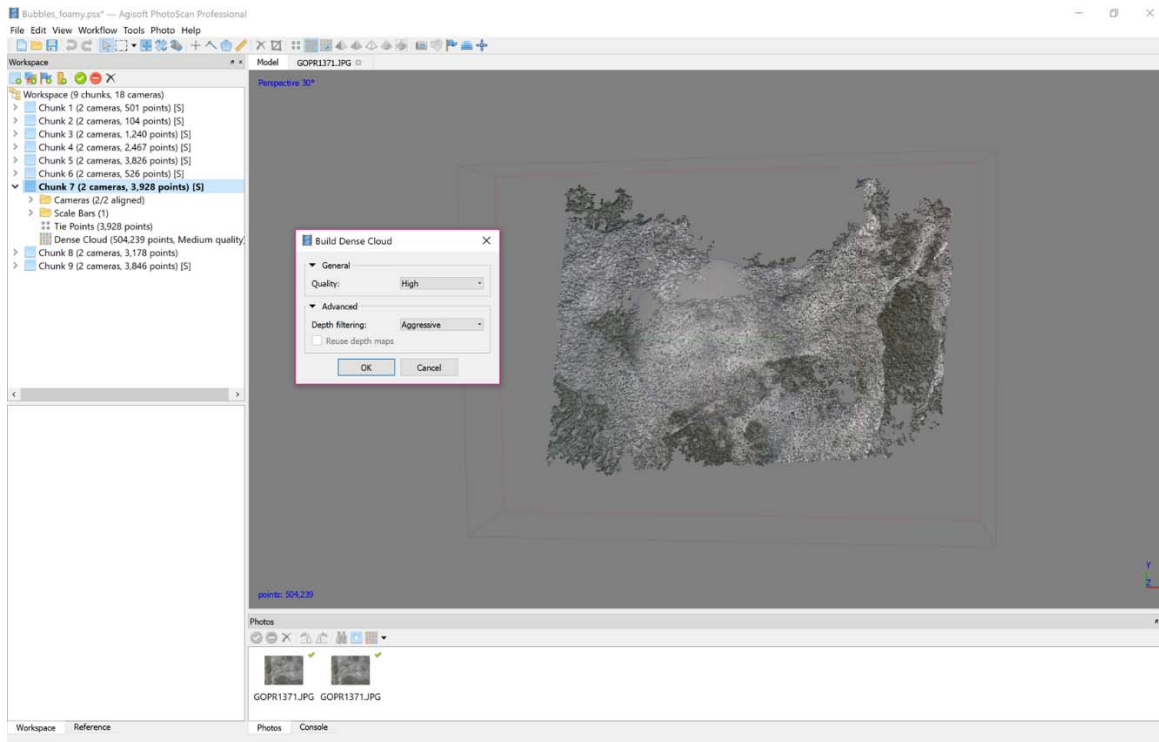 Bubbles_foamy.psx* — Agisoft PhotoScan Professional
File Edit View Workflow Tools Photo Help
Workspace
Model GOPR1371.JPG
Perspective 30°
Workspace (9 chunks, 18 cameras)
Chunk 1 (2 cameras, 501 points) [S]
Chunk 2 (2 cameras, 104 points) [S]
Chunk 3 (2 cameras, 1,240 points) [S]
Chunk 4 (2 cameras, 2,467 points) [S]
Chunk 5 (2 cameras, 3,826 points) [S]
Chunk 6 (2 cameras, 526 points) [S]
Chunk 7 (2 cameras, 3,928 points) [S]
Cameras (2/2 aligned)
Scale Bars (1)
Tie Points (3,928 points)
Dense Cloud (504,239 points, Medium quality)
Chunk 8 (2 cameras, 3,178 points)
Chunk 9 (2 cameras, 3,846 points) [S]
Build Dense Cloud
General
Quality: High
Advanced
Depth filtering: Aggressive
Reuse depth maps
OK Cancel
Y
Z
points: 504,239
Photos
GOPR1371.JPG GOPR1371.JPG
Workspace Reference
Photos Console